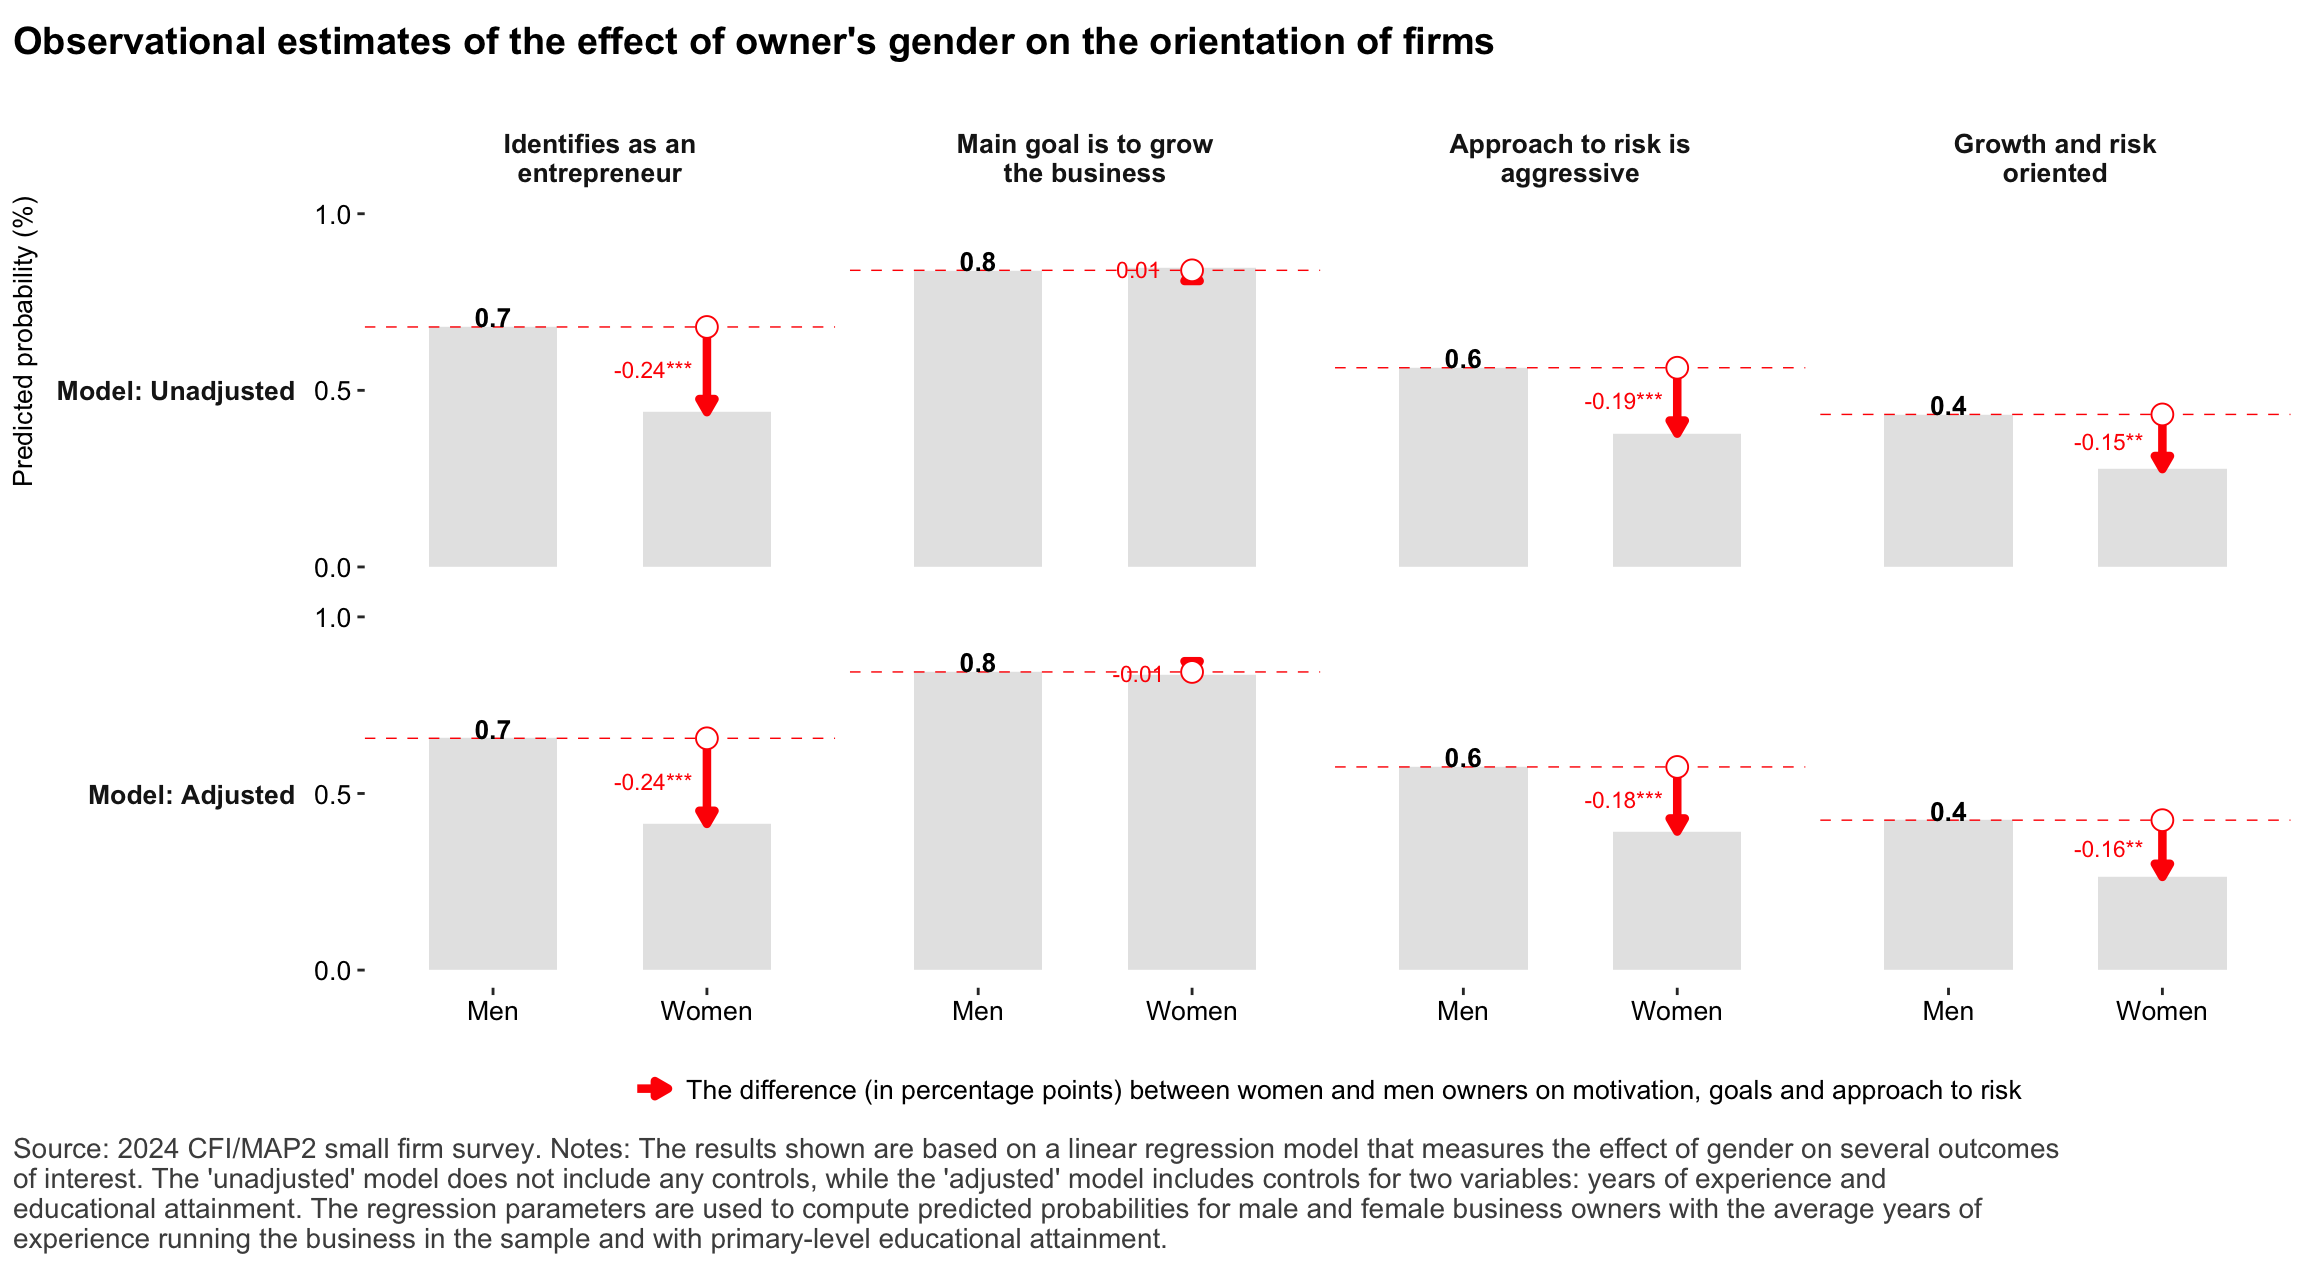 Observational estimates of the effect of owner's gender on the orientation of firms
Identifies as an
entrepreneur
Main goal is to grow
the business
Approach to risk is
aggressive
Growth and risk
oriented
Predicted probability (%)
Model: Unadjusted
1.0
0.5
0.0
0.7
-0.24***
0.8
0.01
0.6
-0.19***
0.4
-0.15**
Model: Adjusted
1.0
0.5
0.0
0.7
-0.24***
0.8
-0.01
0.6
-0.18***
0.4
-0.16**
Men Women Men Women Men Women Men Women
The difference (in percentage points) between women and men owners on motivation, goals and approach to risk
Source: 2024 CFI/MAP2 small firm survey. Notes: The results shown are based on a linear regression model that measures the effect of gender on several outcomes
of interest. The 'unadjusted' model does not include any controls, while the 'adjusted' model includes controls for two variables: years of experience and
educational attainment. The regression parameters are used to compute predicted probabilities for male and female business owners with the average years of
experience running the business in the sample and with primary-level educational attainment.